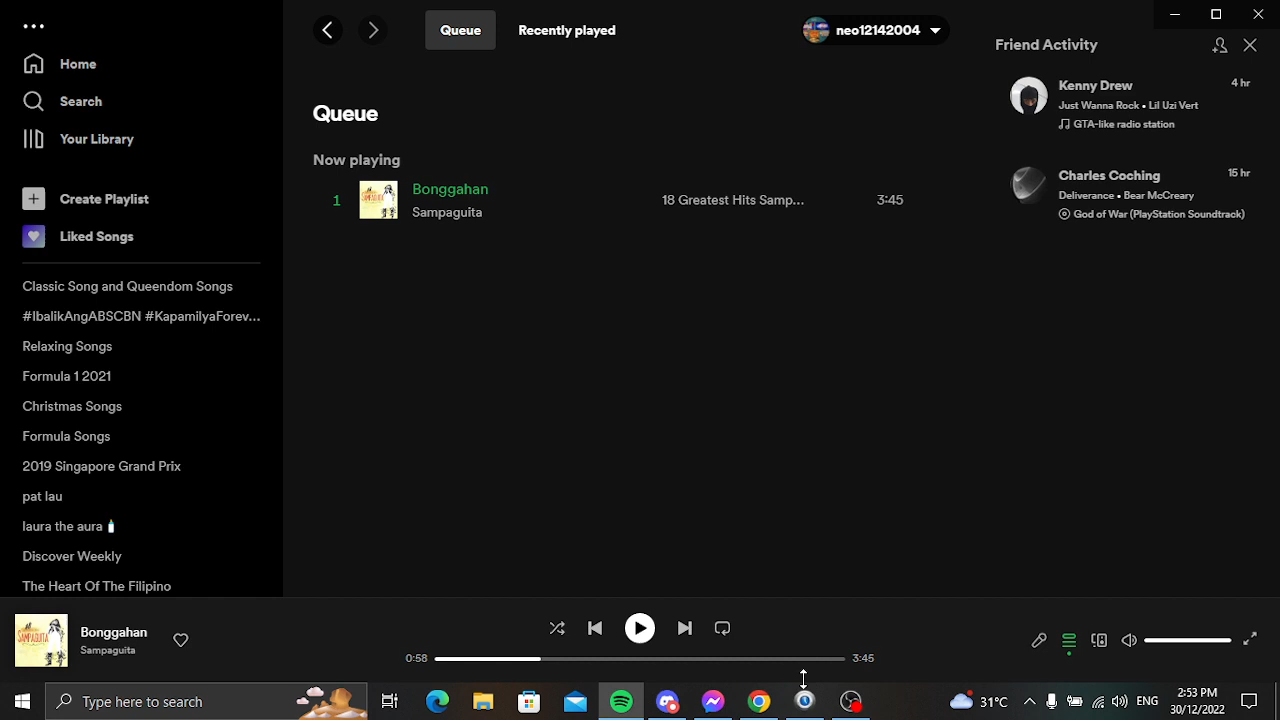 Home
Search
Your Library
Create Playlist
Liked Songs
Classic Song and Queendom Songs
#IbalikAngABSCBN #KapamilyaForev...
Relaxing Songs
Formula 1 2021
Christmas Songs
Formula Songs
2019 Singapore Grand Prix
pat lau
laura the aura
Discover Weekly
The Heart Of The Filipino
Queue
Recently played
neo12142004
Queue
Now playing
1 Bonggahan 18 Greatest Hits Samp... 3:45
Sampaguita
Friend Activity
Kenny Drew 4 hr
Just Wanna Rock • Lil Uzi Vert
GTA-like radio station
Charles Coching 15 hr
Deliverance • Bear McCreary
God of War (PlayStation Soundtrack)
SAMPAGUITA
Bonggahan
Sampaguita
0:58 3:45
Type here to search
31°C
ENG
2:53 PM
30/12/2022